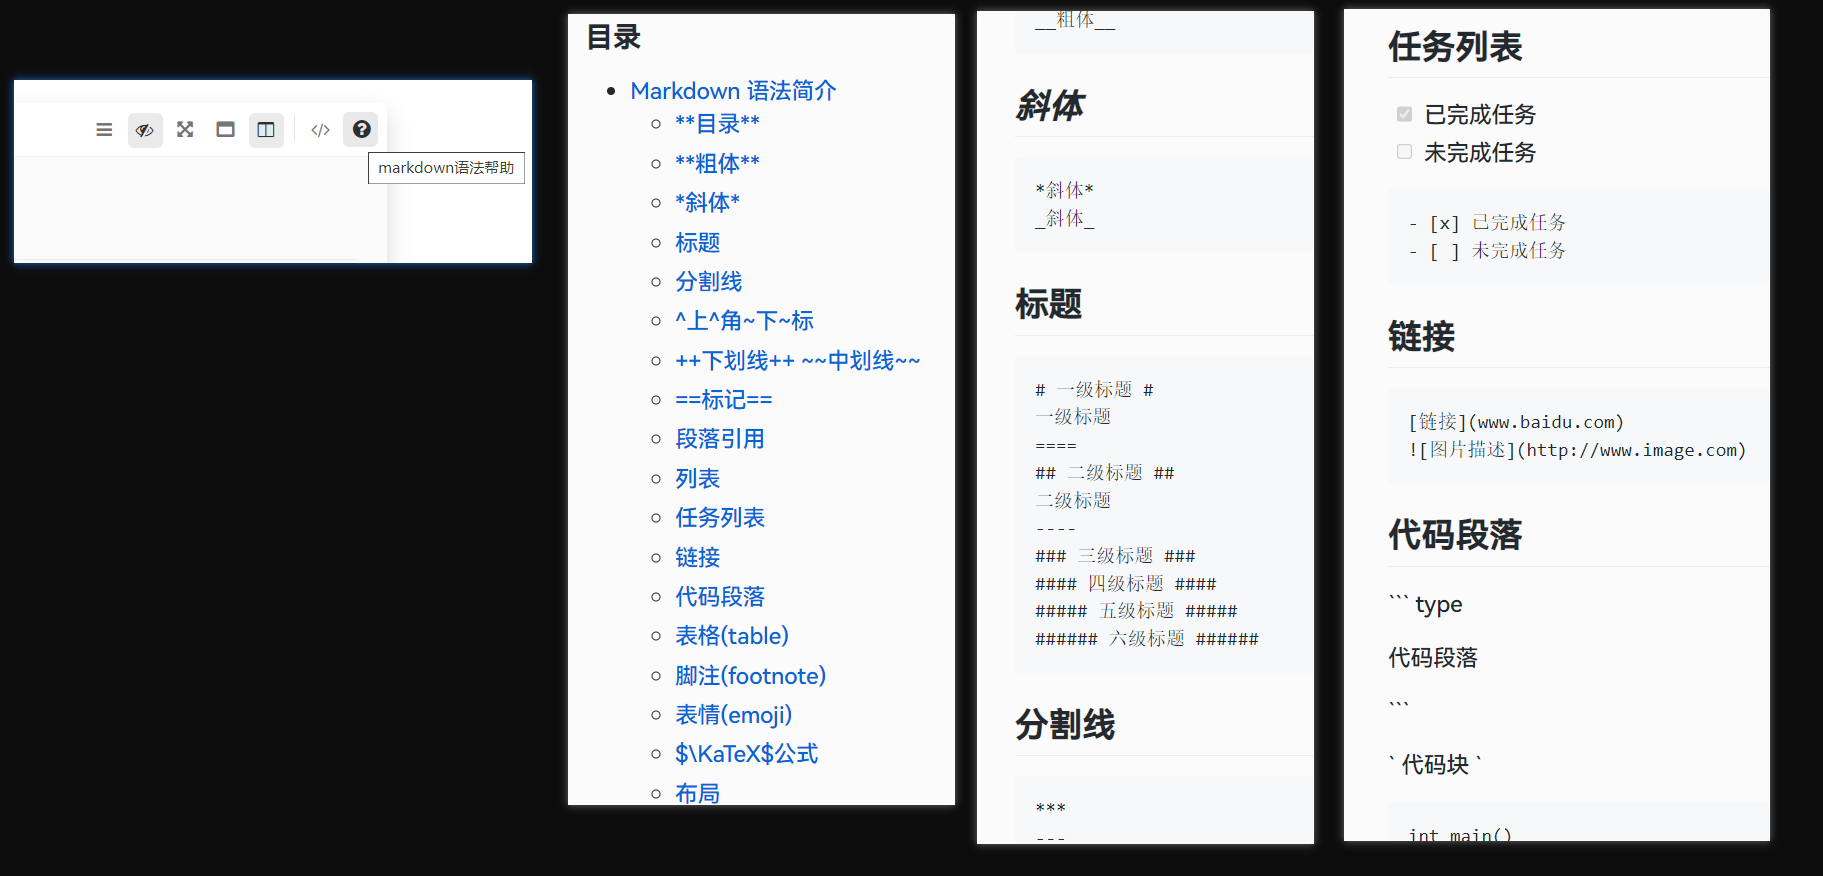 markdown语法帮助
目录
Markdown 语法简介
**目录**
**粗体**
*斜体*
标题
分割线
^上^角~下~标
++下划线++ ~~中划线~~
==标记==
段落引用
列表
任务列表
链接
代码段落
表格(table)
脚注(footnote)
表情(emoji)
$\KaTeX$公式
布局
__粗体__
斜体
*斜体*
_斜体_
标题
# 一级标题 #
一级标题
====
## 二级标题 ##
二级标题
----
### 三级标题 ###
#### 四级标题 ####
##### 五级标题 #####
###### 六级标题 ######
分割线
***
---
任务列表
已完成任务
未完成任务
- [x] 已完成任务
- [ ] 未完成任务
链接
[链接](www.baidu.com)
![图片描述](http://www.image.com)
代码段落
``` type
代码段落
```
` 代码块 `
int main()